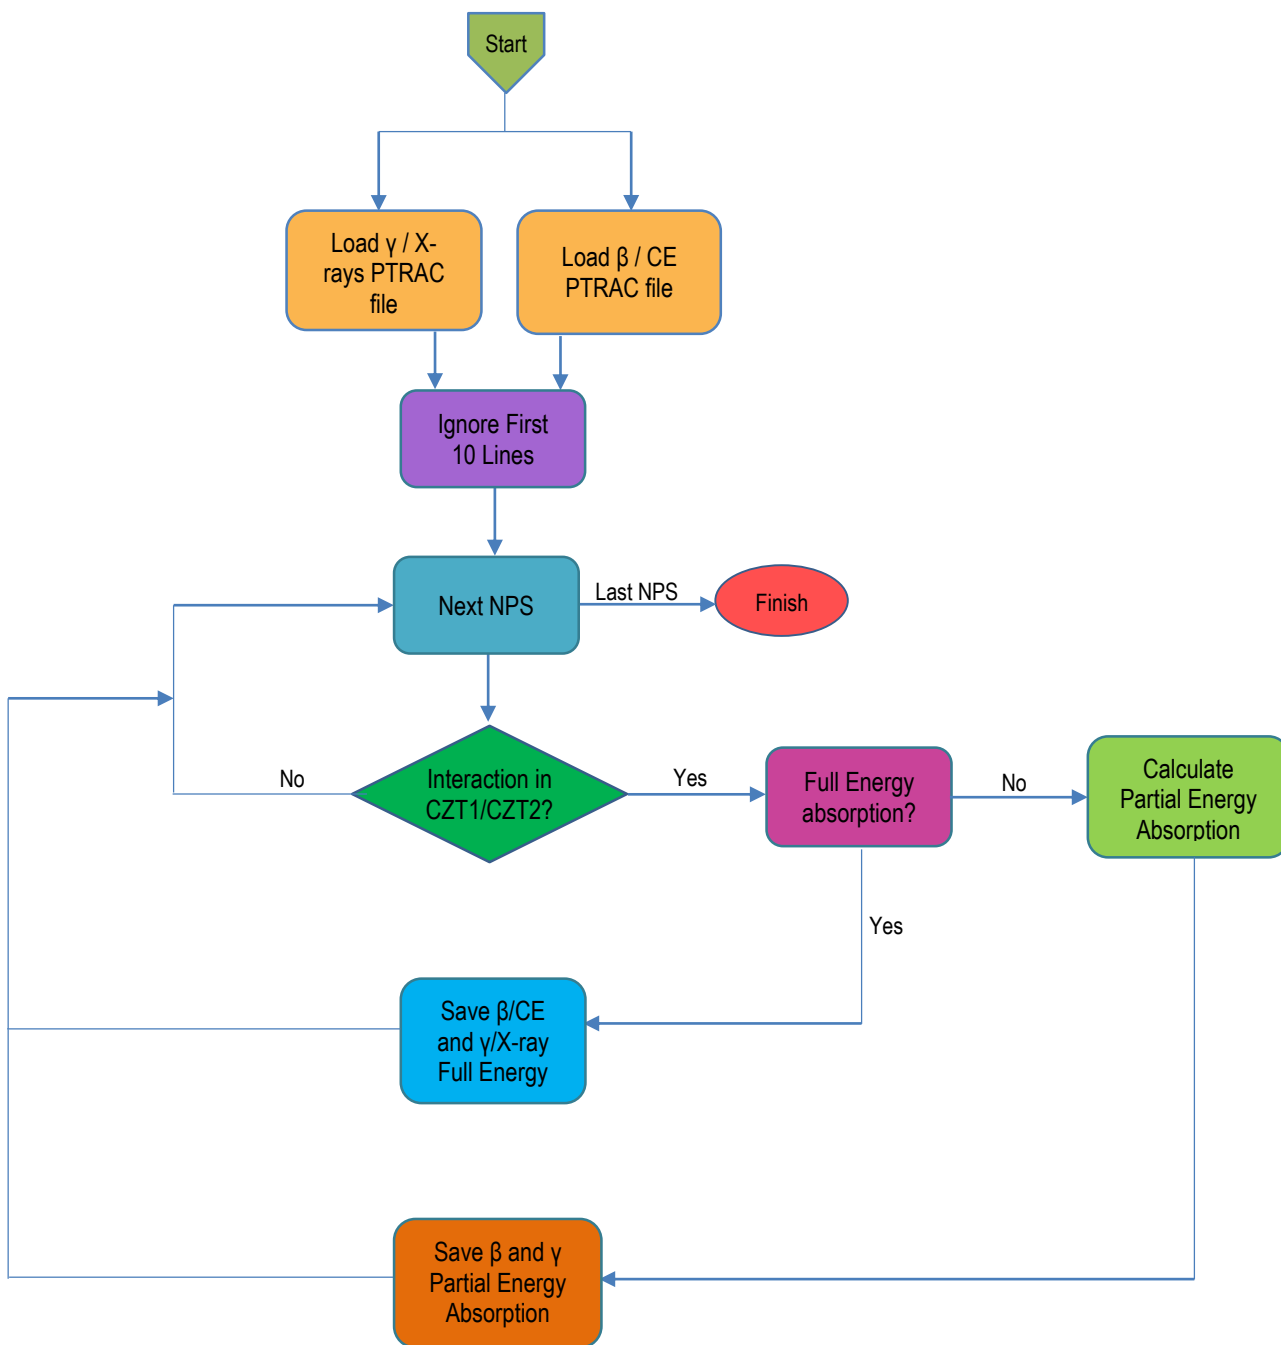 Start
Load γ / X-
rays PTRAC
file
Load β / CE
PTRAC file
Ignore First
10 Lines
Next NPS
Last NPS
Finish
No
Interaction in
CZT1/CZT2?
Yes
Full Energy
absorption?
No
Calculate
Partial Energy
Absorption
Yes
Save β/CE
and γ/X-ray
Full Energy
Save β and γ
Partial Energy
Absorption